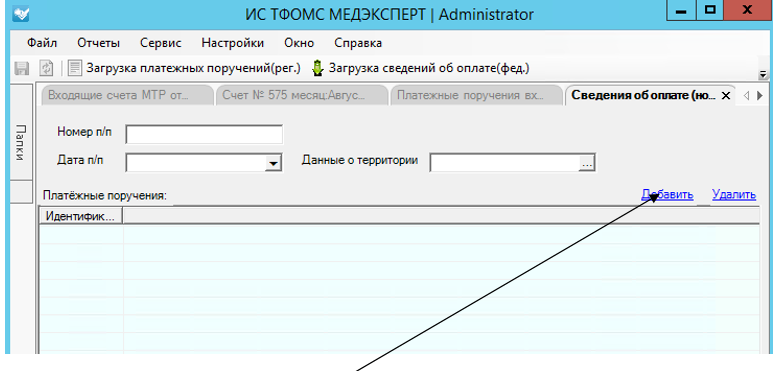 ИС ТФОМС МЕДЭКСПЕРТ | Administrator
Файл Отчеты Сервис Настройки Окно Справка
Загрузка платежных поручений(рег.) Загрузка сведений об оплате(фед.)
Входящие счета МТР от... Счет № 575 месяц:Авгус... Платежные поручения вх... Сведения об оплате (но...
Папки
Номер п/п
Дата п/п Данные о территории ...
Платёжные поручения: Добавить Удалить
Идентифик...